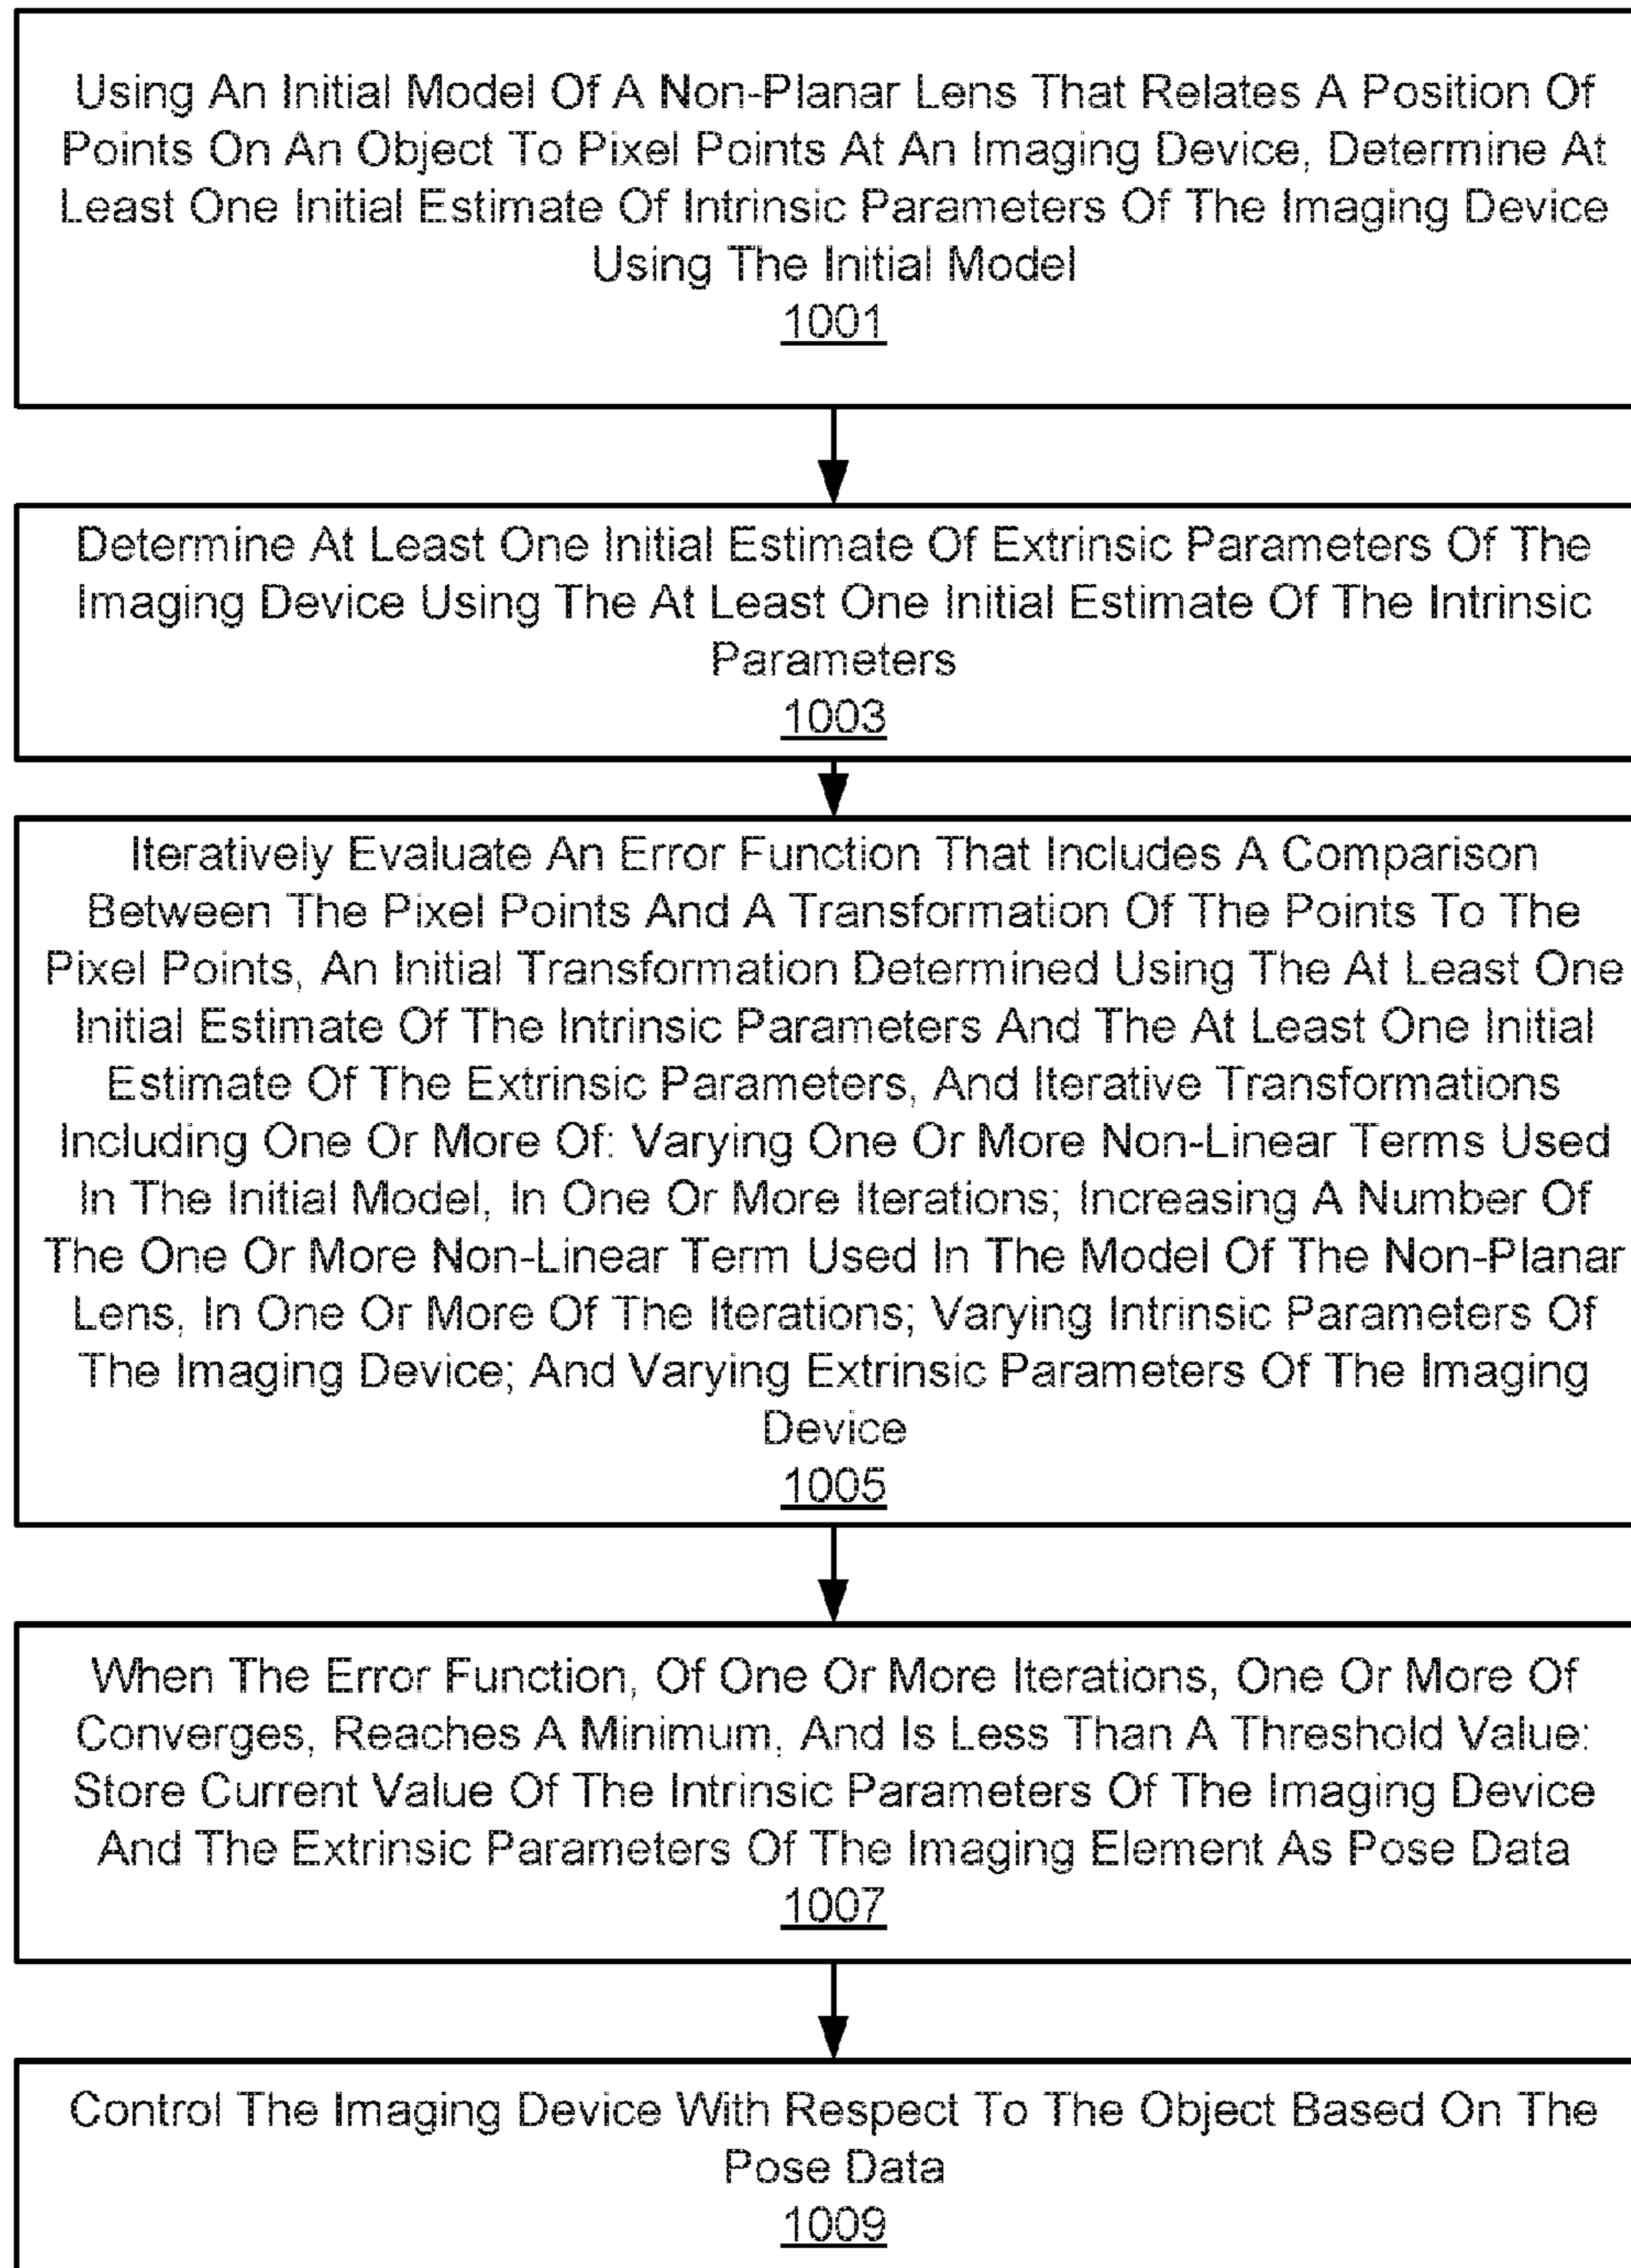 Using An Initial Model Of A Non-Planar Lens That Relates A Position Of
Points On An Object To Pixel Points At An Imaging Device, Determine At
Least One Initial Estimate Of Intrinsic Parameters Of The Imaging Device
Using The Initial Model
1001
Determine At Least One Initial Estimate Of Extrinsic Parameters Of The
Imaging Device Using The At Least One Initial Estimate Of The Intrinsic
Parameters
1003
Iteratively Evaluate An Error Function That Includes A Comparison
Between The Pixel Points And A Transformation Of The Points To The
Pixel Points, An Initial Transformation Determined Using The At Least One
Initial Estimate Of The Intrinsic Parameters And The At Least One Initial
Estimate Of The Extrinsic Parameters, And Iterative Transformations
Including One Or More Of: Varying One Or More Non-Linear Terms Used
In The Initial Model, In One Or More Iterations; Increasing A Number Of
The One Or More Non-Linear Term Used In The Model Of The Non-Planar
Lens, In One Or More Of The Iterations; Varying Intrinsic Parameters Of
The Imaging Device; And Varying Extrinsic Parameters Of The Imaging
Device
1005
When The Error Function, Of One Or More Iterations, One Or More Of
Converges, Reaches A Minimum, And Is Less Than A Threshold Value:
Store Current Value Of The Intrinsic Parameters Of The Imaging Device
And The Extrinsic Parameters Of The Imaging Element As Pose Data
1007
Control The Imaging Device With Respect To The Object Based On The
Pose Data
1009